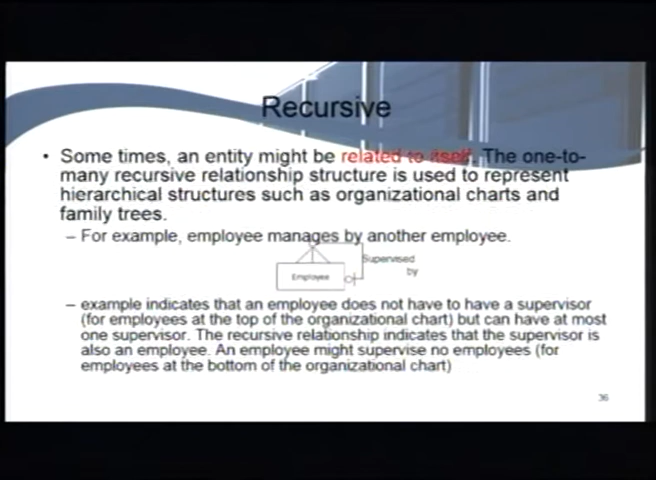 Recursive
• Some times, an entity might be related to itself. The one-to-
many recursive relationship structure is used to represent
hierarchical structures such as organizational charts and
family trees.
– For example, employee manages by another employee.
Supervised
by
Employee
– example indicates that an employee does not have to have a supervisor
(for employees at the top of the organizational chart) but can have at most
one supervisor. The recursive relationship indicates that the supervisor is
also an employee. An employee might supervise no employees (for
employees at the bottom of the organizational chart)
36